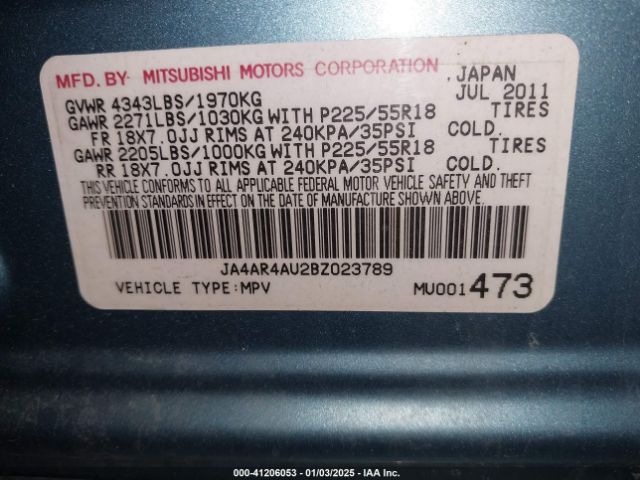 MFD. BY MITSUBISHI MOTORS CORPORATION, JAPAN
GVWR 4343LBS/1970KG JUL 2011
GAWR 2271LBS/1030KG WITH P225/55R18 TIRES
FR 18X7.0JJ RIMS AT 240KPA/35PSI COLD.
GAWR 2205LBS/1000KG WITH P225/55R18 TIRES
RR 18X7.0JJ RIMS AT 240KPA/35PSI COLD.
THIS VEHICLE CONFORMS TO ALL APPLICABLE FEDERAL MOTOR VEHICLE SAFETY AND THEFT
PREVENTION STANDARDS IN EFFECT ON THE DATE OF MANUFACTURE SHOWN ABOVE.
JA4AR4AU2BZ023789
VEHICLE TYPE:MPV MU001473
000-41206053 - 01/03/2025 - IAA Inc.